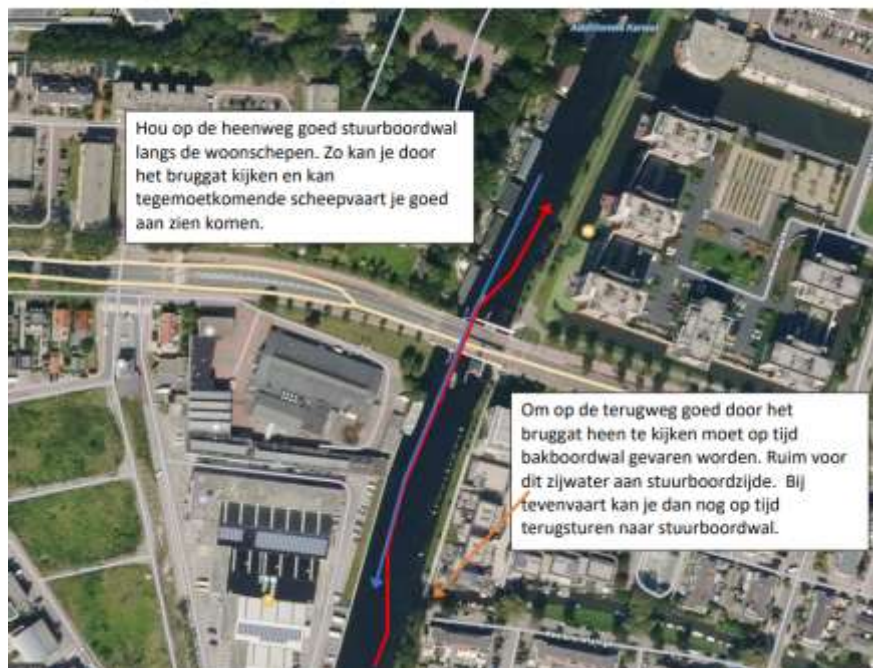 Additioneel Kanaal
Hou op de heenweg goed stuurboordwal
langs de woonschepen. Zo kan je door
het bruggat kijken en kan
tegemoetkomende scheepvaart je goed
aan zien komen.
Om op de terugweg goed door het
bruggat heen te kijken moet op tijd
bakboordwal gevaren worden. Ruim voor
dit zijwater aan stuurboordzijde. Bij
tevenvaart kan je dan nog op tijd
terugsturen naar stuurboordwal.